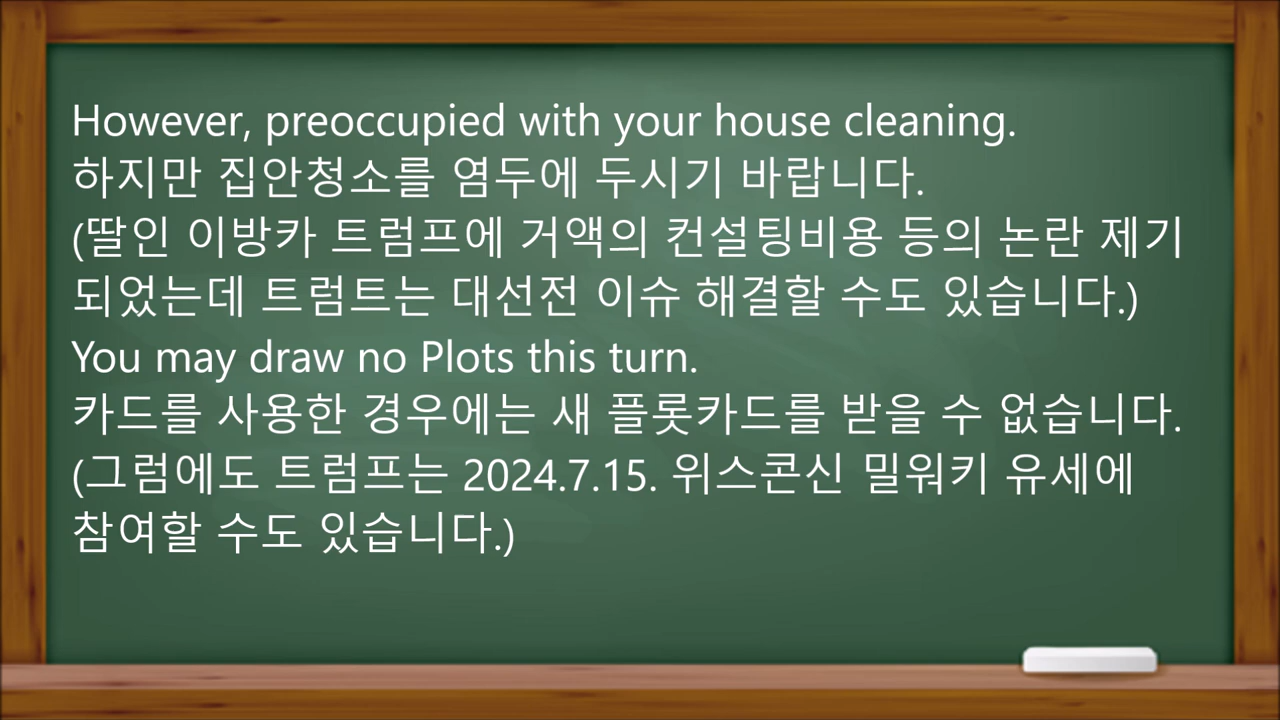 However, preoccupied with your house cleaning.
하지만 집안청소를 염두에 두시기 바랍니다.
(딸인 이방카 트럼프에 거액의 컨설팅비용 등의 논란 제기
되었는데 트럼트는 대선전 이슈 해결할 수도 있습니다.)
You may draw no Plots this turn.
카드를 사용한 경우에는 새 플롯카드를 받을 수 없습니다.
(그럼에도 트럼프는 2024.7.15. 위스콘신 밀워키 유세에
참여할 수도 있습니다.)